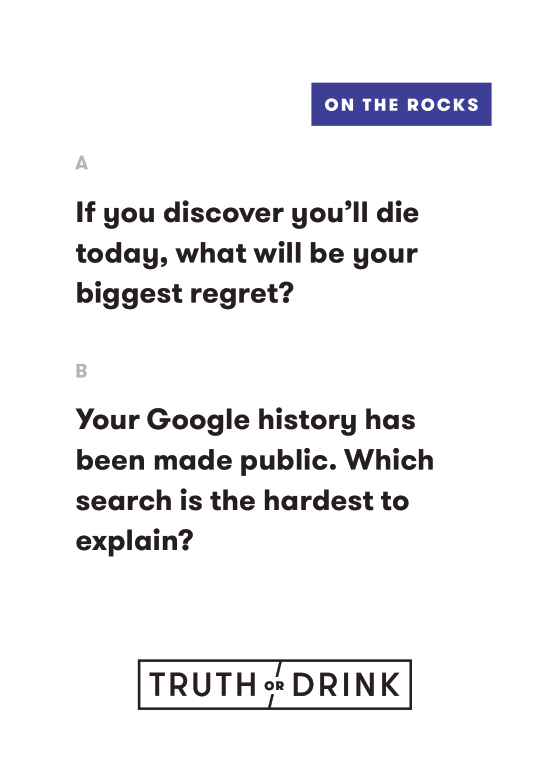 ON THE ROCKS
A
If you discover you’ll die
today, what will be your
biggest regret?
B
Your Google history has
been made public. Which
search is the hardest to
explain?
TRUTH OR DRINK